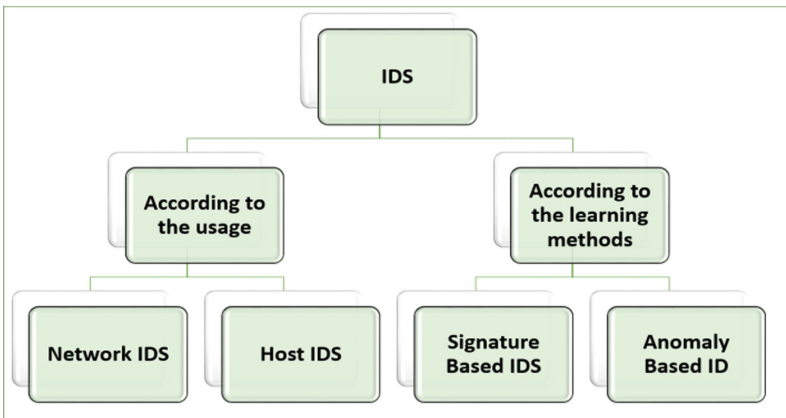 IDS
According to
the usage
According to
the learning
methods
Network IDS
Host IDS
Signature
Based IDS
Anomaly
Based ID